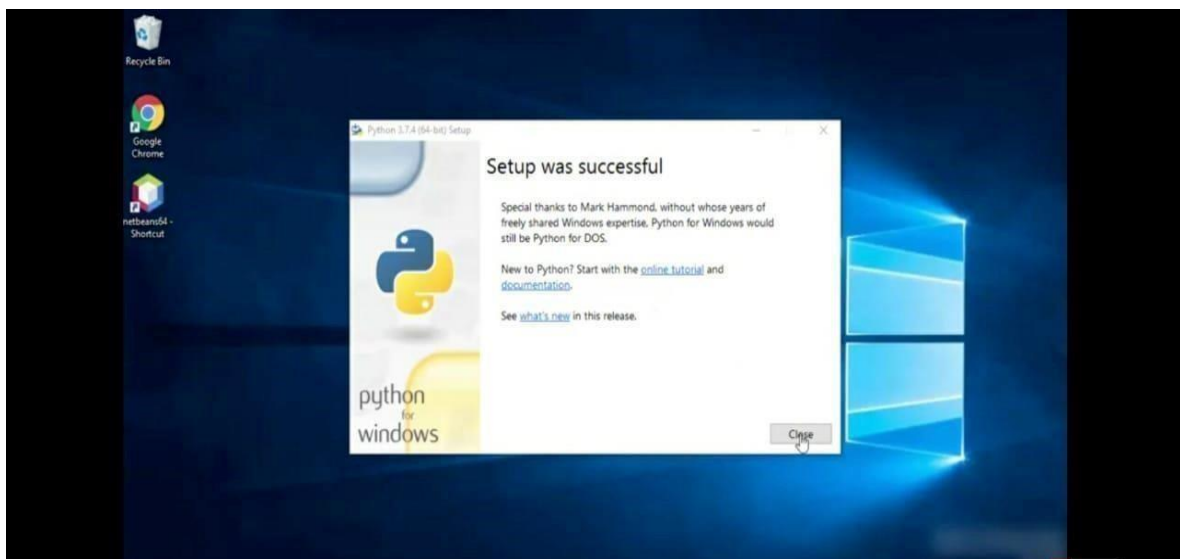 Recycle Bin
Google
Chrome
netbeans64 -
Shortcut
Python 3.7.4 (64-bit) Setup
Setup was successful
Special thanks to Mark Hammond, without whose years of
freely shared Windows expertise, Python for Windows would
still be Python for DOS.
New to Python? Start with the online tutorial and
documentation.
See what's new in this release.
python
for
windows
Close